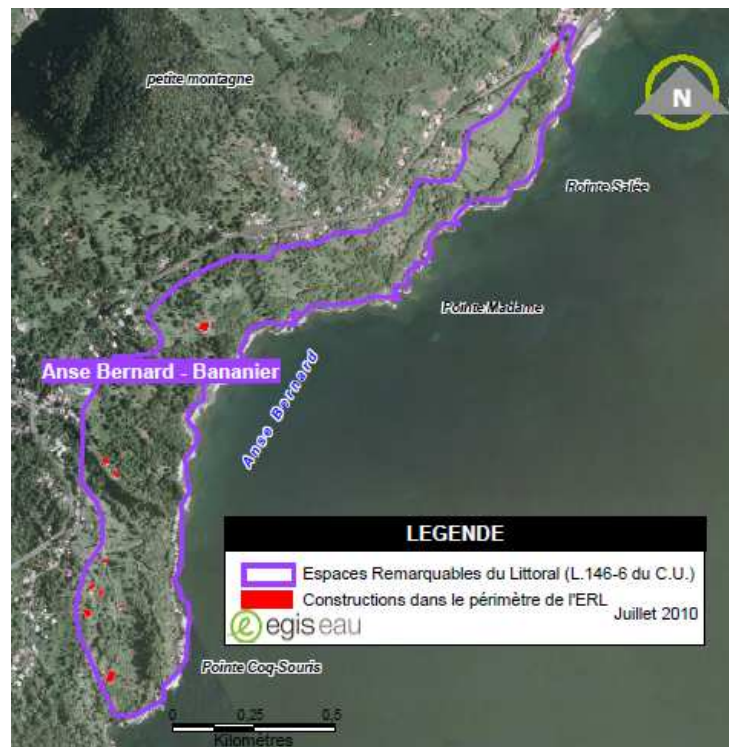 petite montagne
N
Pointe Salée
Pointe Madame
Anse Bernard - Bananier
Anse Bernard
LEGENDE
Espaces Remarquables du Littoral (L.146-6 du C.U.)
Constructions dans le périmètre de l'ERL
Juillet 2010
egis eau
Pointe Coq-Souris
0 0,25 0,5
Kilomètres